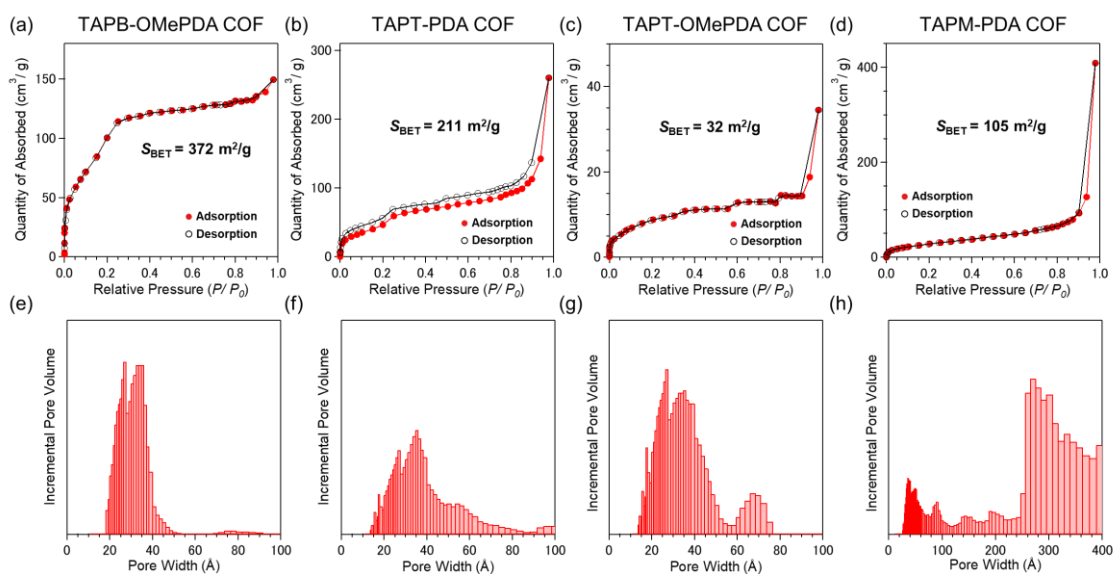 (a) TAPB-OMePDA COF
Quantity of Absorbed (cm³ / g)
150
100
50
0
S_BET = 372 m²/g
Adsorption
Desorption
0.0 0.2 0.4 0.6 0.8 1.0
Relative Pressure (P/ P₀)
(b) TAPT-PDA COF
Quantity of Absorbed (cm³ / g)
300
200
100
0
S_BET = 211 m²/g
Adsorption
Desorption
0.0 0.2 0.4 0.6 0.8 1.0
Relative Pressure (P/ P₀)
(c) TAPT-OMePDA COF
Quantity of Absorbed (cm³ / g)
40
20
0
S_BET = 32 m²/g
Adsorption
Desorption
0.0 0.2 0.4 0.6 0.8 1.0
Relative Pressure (P/ P₀)
(d) TAPM-PDA COF
Quantity of Absorbed (cm³ / g)
400
200
0
S_BET = 105 m²/g
Adsorption
Desorption
0.0 0.2 0.4 0.6 0.8 1.0
Relative Pressure (P/ P₀)
(e)
Incremental Pore Volume
0 20 40 60 80 100
Pore Width (Å)
(f)
Incremental Pore Volume
0 20 40 60 80 100
Pore Width (Å)
(g)
Incremental Pore Volume
0 20 40 60 80 100
Pore Width (Å)
(h)
Incremental Pore Volume
0 100 200 300 400
Pore Width (Å)